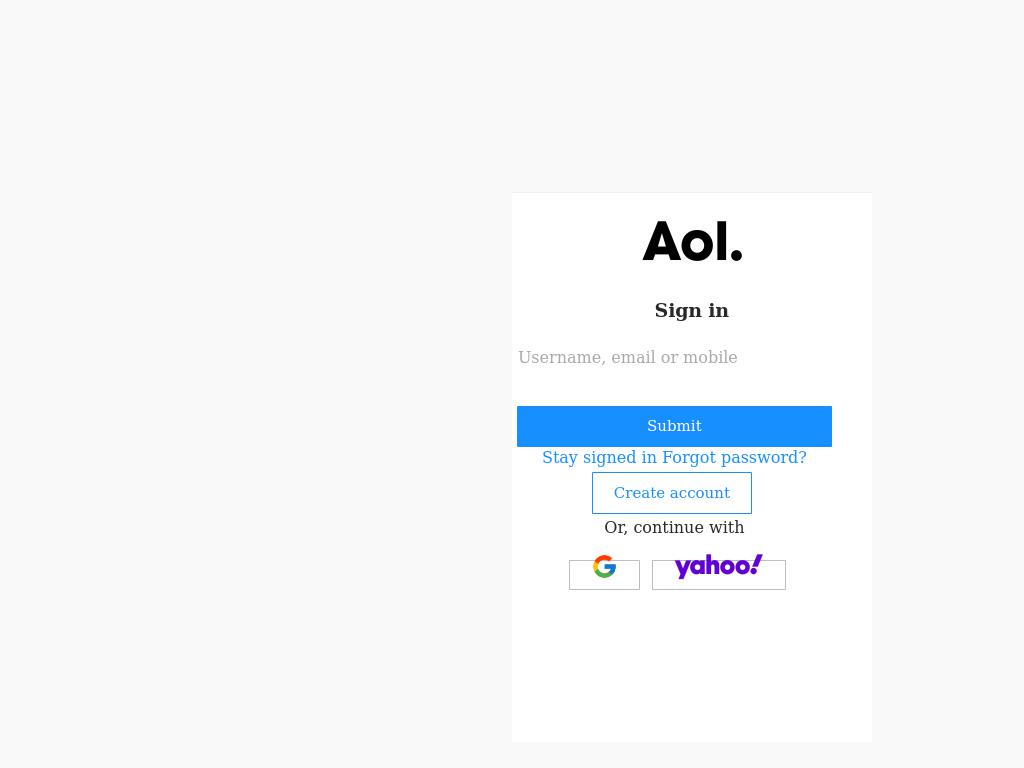 Aol.
Sign in
Username, email or mobile
Submit
Stay signed in Forgot password?
Create account
Or, continue with
G yahoo!